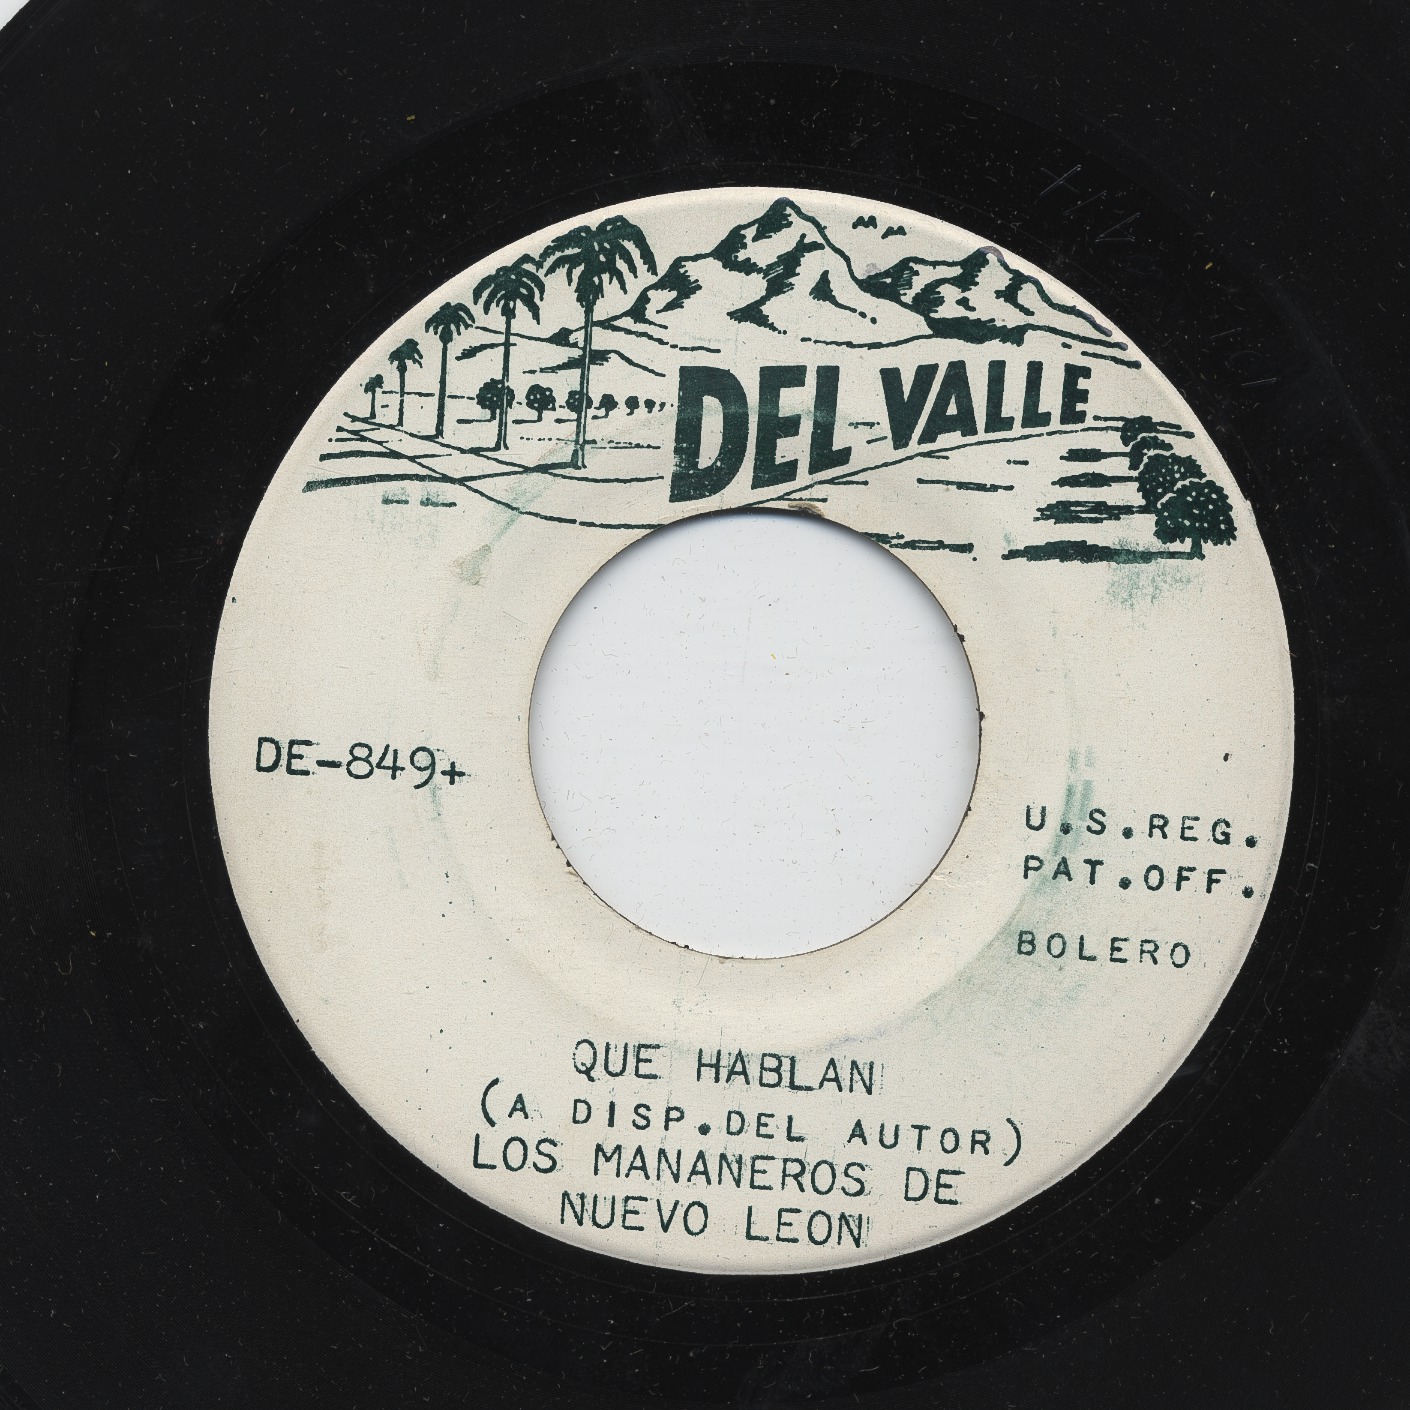 DEL VALLE
DE-849+
U.S.REG.
PAT.OFF.
BOLERO
QUE HABLAN
(A DISP.DEL AUTOR)
LOS MANANEROS DE
NUEVO LEON